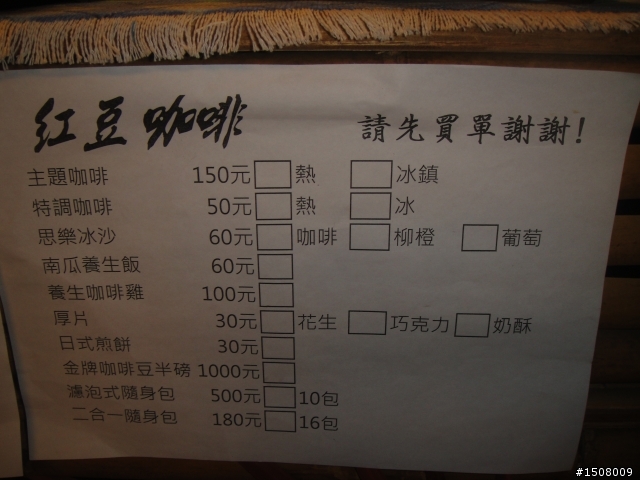 紅豆咖啡 請先買單謝謝!
主題咖啡 150元 □熱 □冰鎮
特調咖啡 50元 □熱 □冰
思樂冰沙 60元 □咖啡 □柳橙 □葡萄
南瓜養生飯 60元 □
養生咖啡雞 100元 □
厚片 30元 □花生 □巧克力 □奶酥
日式煎餅 30元 □
金牌咖啡豆半磅 1000元 □
濾泡式隨身包 500元 □10包
二合一隨身包 180元 □16包
#1508009